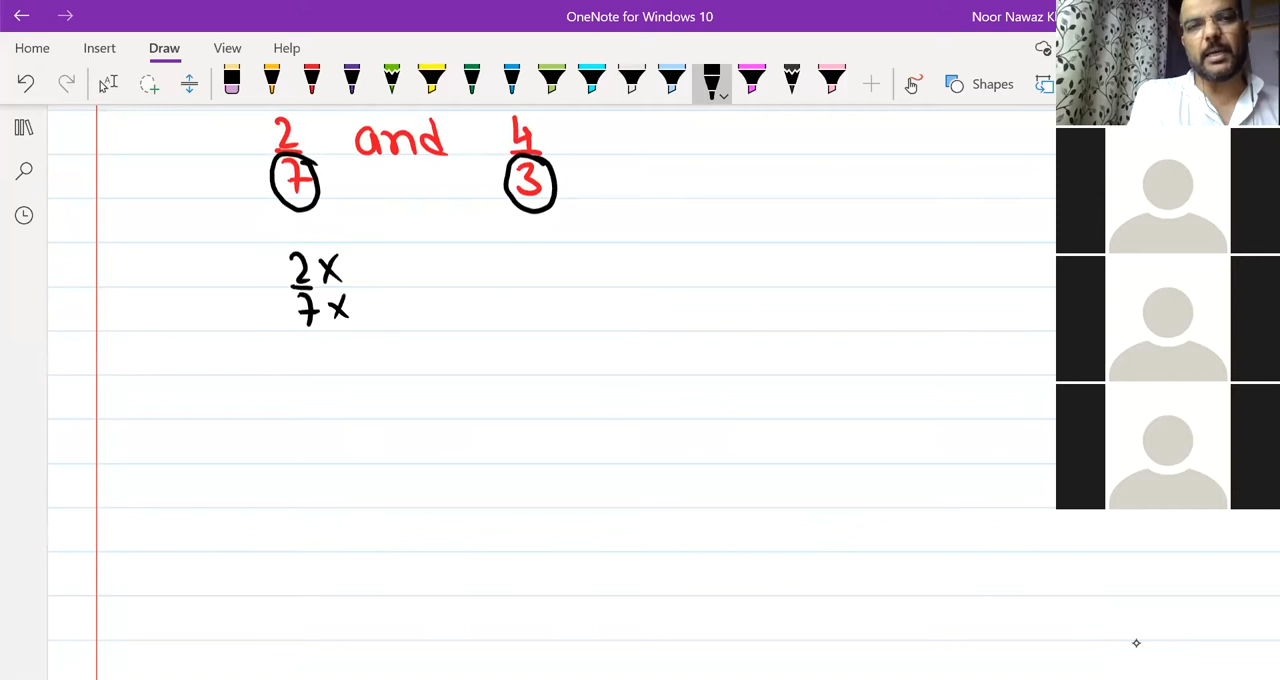 OneNote for Windows 10
Noor Nawaz K
Home Insert Draw View Help
Shapes
2/7 and 4/3
2×
7×